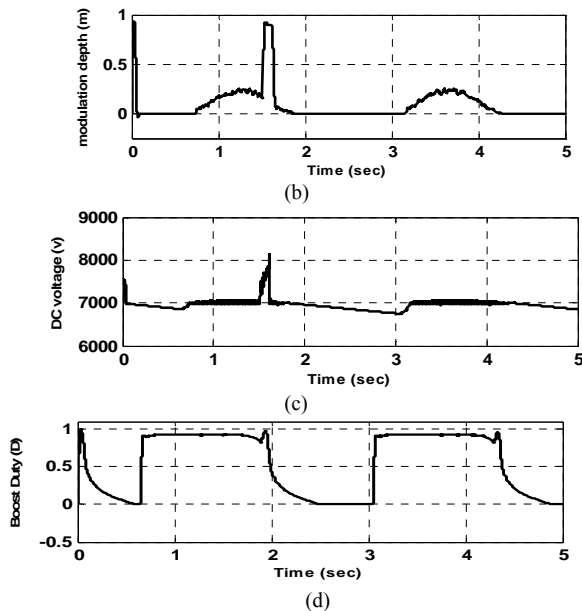 modulation depth (m)
1
0.5
0
0 1 2 3 4 5
Time (sec)
(b)
DC voltage (v)
9000
8000
7000
6000
0 1 2 3 4 5
Time (sec)
(c)
Boost Duty (D)
1
0.5
0
-0.5
0 1 2 3 4 5
Time (sec)
(d)